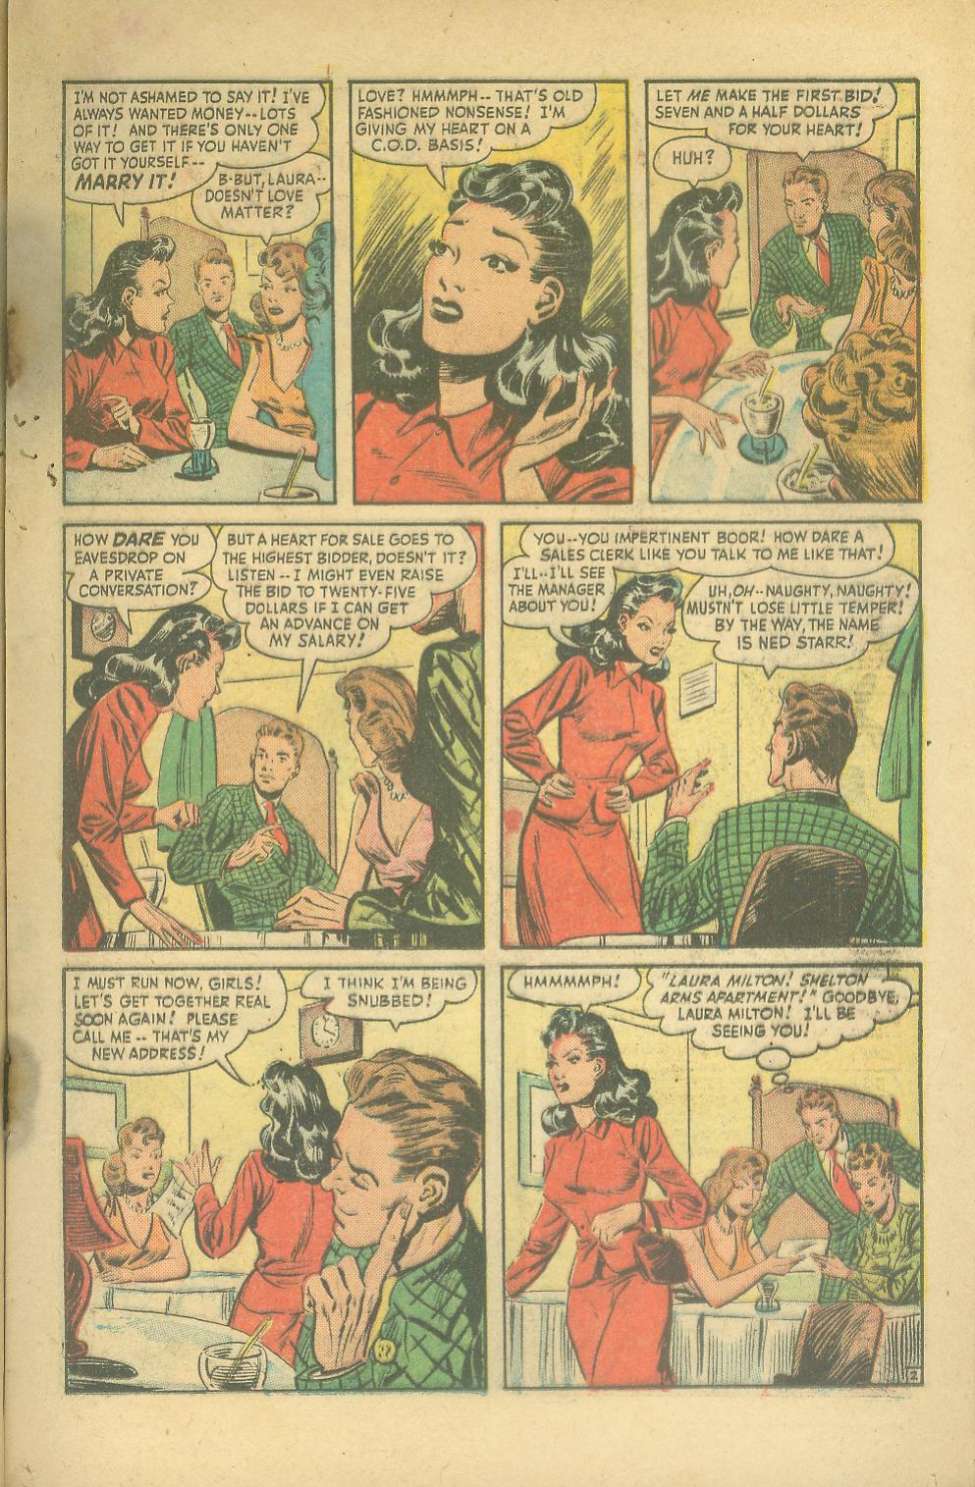 I'M NOT ASHAMED TO SAY IT! I'VE
ALWAYS WANTED MONEY--LOTS
OF IT! AND THERE'S ONLY ONE
WAY TO GET IT IF YOU HAVEN'T
GOT IT YOURSELF--
MARRY IT!
B-BUT, LAURA--
DOESN'T LOVE
MATTER?
LOVE? HMMMPH--THAT'S OLD
FASHIONED NONSENSE! I'M
GIVING MY HEART ON A
C.O.D. BASIS!
LET ME MAKE THE FIRST BID!
SEVEN AND A HALF DOLLARS
FOR YOUR HEART!
HUH?
HOW DARE YOU
EAVESDROP ON
A PRIVATE
CONVERSATION?
BUT A HEART FOR SALE GOES TO
THE HIGHEST BIDDER, DOESN'T IT?
LISTEN--I MIGHT EVEN RAISE
THE BID TO TWENTY-FIVE
DOLLARS IF I CAN GET
AN ADVANCE ON
MY SALARY!
YOU--YOU IMPERTINENT BOOR! HOW DARE A
SALES CLERK LIKE YOU TALK TO ME LIKE THAT!
I'LL--I'LL SEE
THE MANAGER
ABOUT YOU!
UH, OH--NAUGHTY, NAUGHTY!
MUSTN'T LOSE LITTLE TEMPER!
BY THE WAY, THE NAME
IS NED STARR!
I MUST RUN NOW, GIRLS!
LET'S GET TOGETHER REAL
SOON AGAIN! PLEASE
CALL ME--THAT'S MY
NEW ADDRESS!
I THINK I'M BEING
SNUBBED!
HMMMMPH!
"LAURA MILTON! SHELTON
ARMS APARTMENT!" GOODBYE,
LAURA MILTON! I'LL BE
SEEING YOU!
2